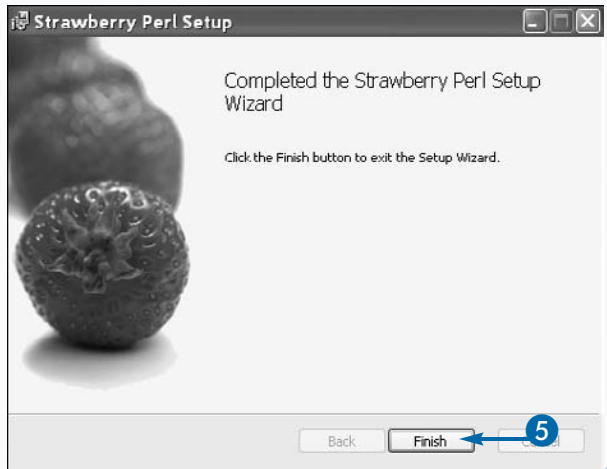 Strawberry Perl Setup
Completed the Strawberry Perl Setup
Wizard
Click the Finish button to exit the Setup Wizard.
Back
Finish
5